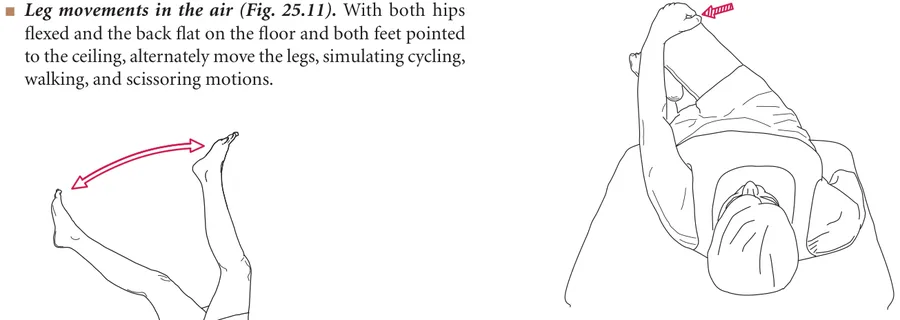 ■ Leg movements in the air (Fig. 25.11). With both hips
flexed and the back flat on the floor and both feet pointed
to the ceiling, alternately move the legs, simulating cycling,
walking, and scissoring motions.